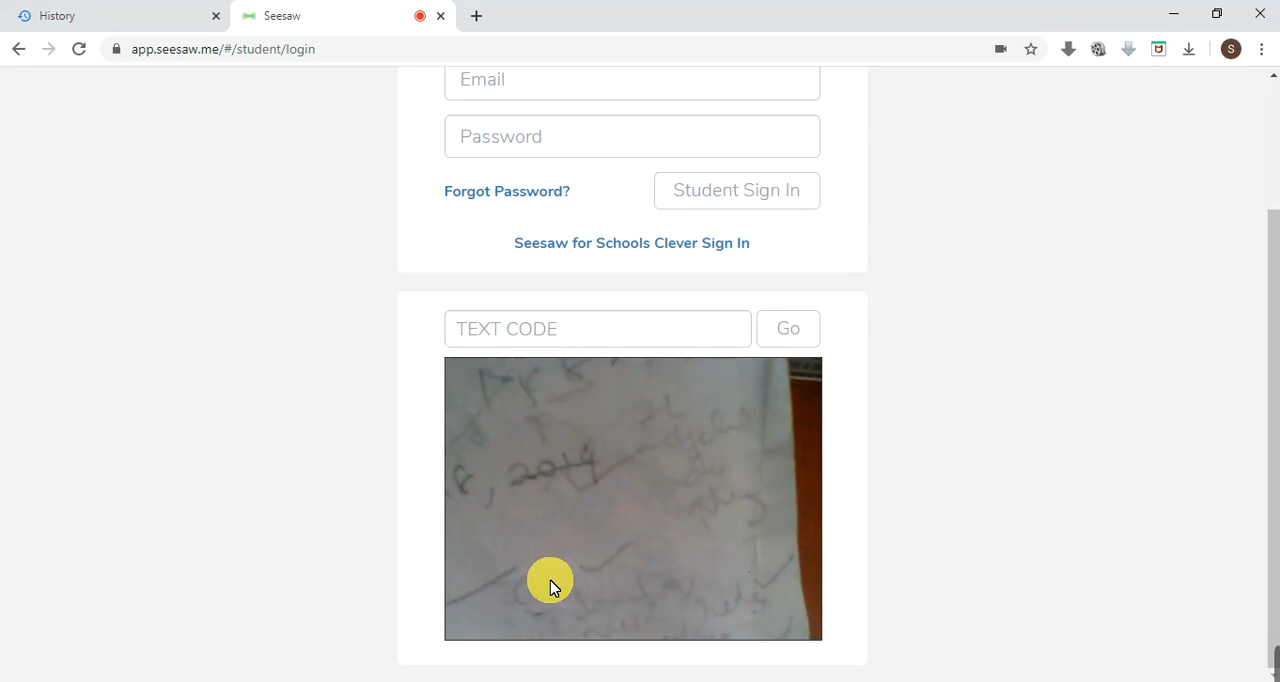 History
Seesaw
app.seesaw.me/#/student/login
S
Email
Password
Forgot Password?
Student Sign In
Seesaw for Schools Clever Sign In
TEXT CODE
Go
8, 2019